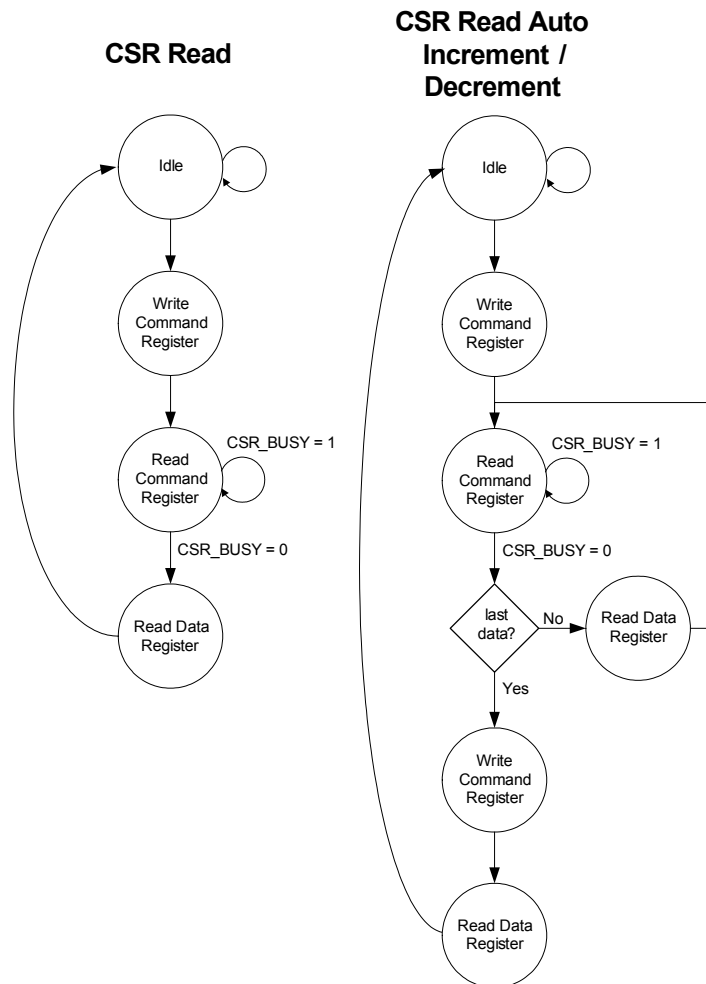 CSR Read
Idle
Write
Command
Register
CSR_BUSY = 1
Read
Command
Register
CSR_BUSY = 0
Read Data
Register
CSR Read Auto
Increment /
Decrement
Idle
Write
Command
Register
CSR_BUSY = 1
Read
Command
Register
CSR_BUSY = 0
last
data?
No
Read Data
Register
Yes
Write
Command
Register
Read Data
Register